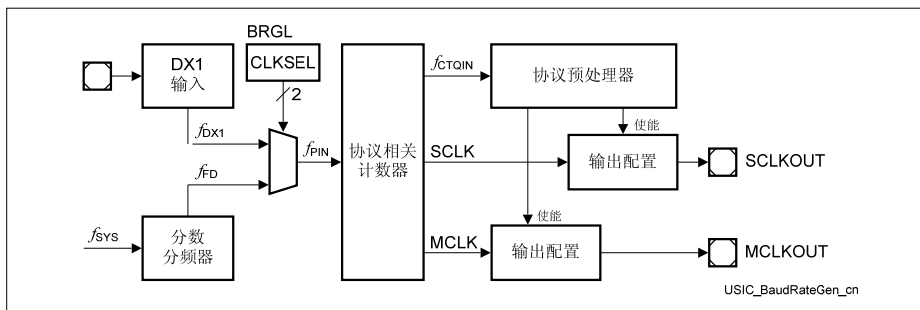 BRGL
CLKSEL
2
DX1
输入
fDX1
fFD
fSYS
分数
分频器
fPIN
协议相关
计数器
fCTQIN
协议预处理器
使能
SCLK
输出配置
SCLKOUT
使能
MCLK
输出配置
MCLKOUT
USIC_BaudRateGen_cn